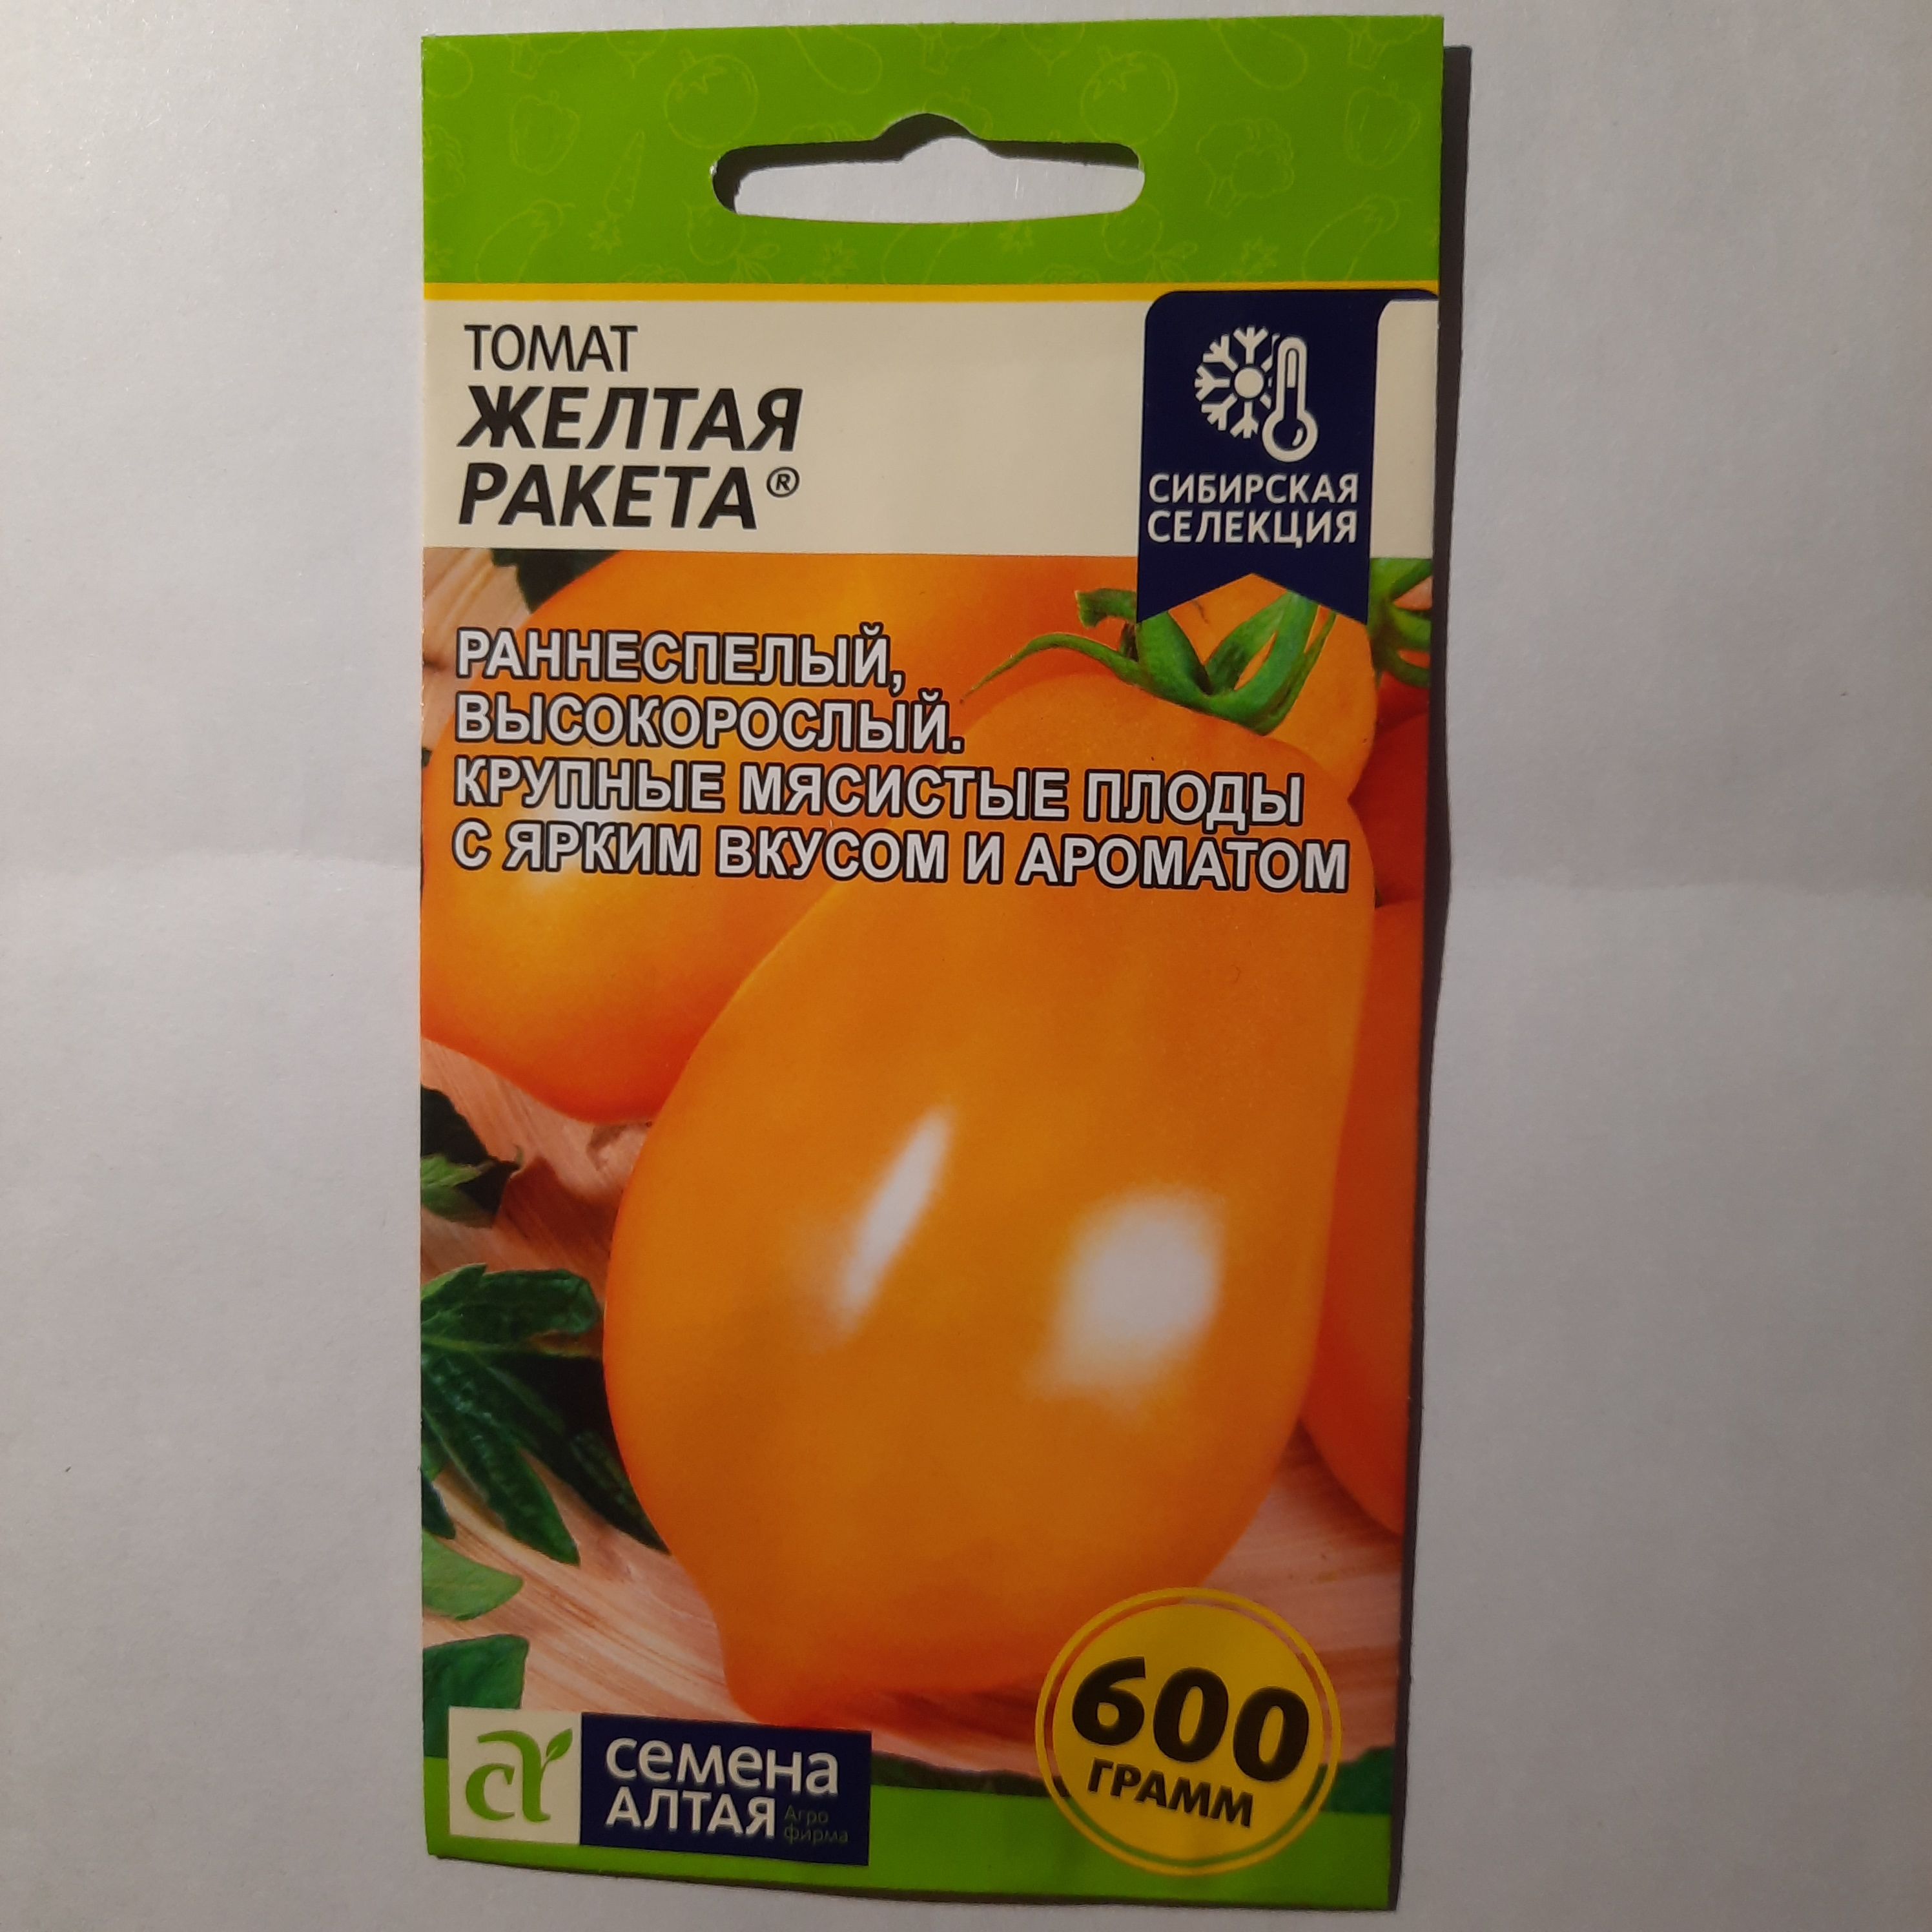 ТОМАТ
ЖЕЛТАЯ
РАКЕТА®
СИБИРСКАЯ
СЕЛЕКЦИЯ
РАННЕСПЕЛЫЙ,
ВЫСОКОРОСЛЫЙ.
КРУПНЫЕ МЯСИСТЫЕ ПЛОДЫ
С ЯРКИМ ВКУСОМ И АРОМАТОМ
600
ГРАММ
семена
АЛТАЯ
Агро
фирма